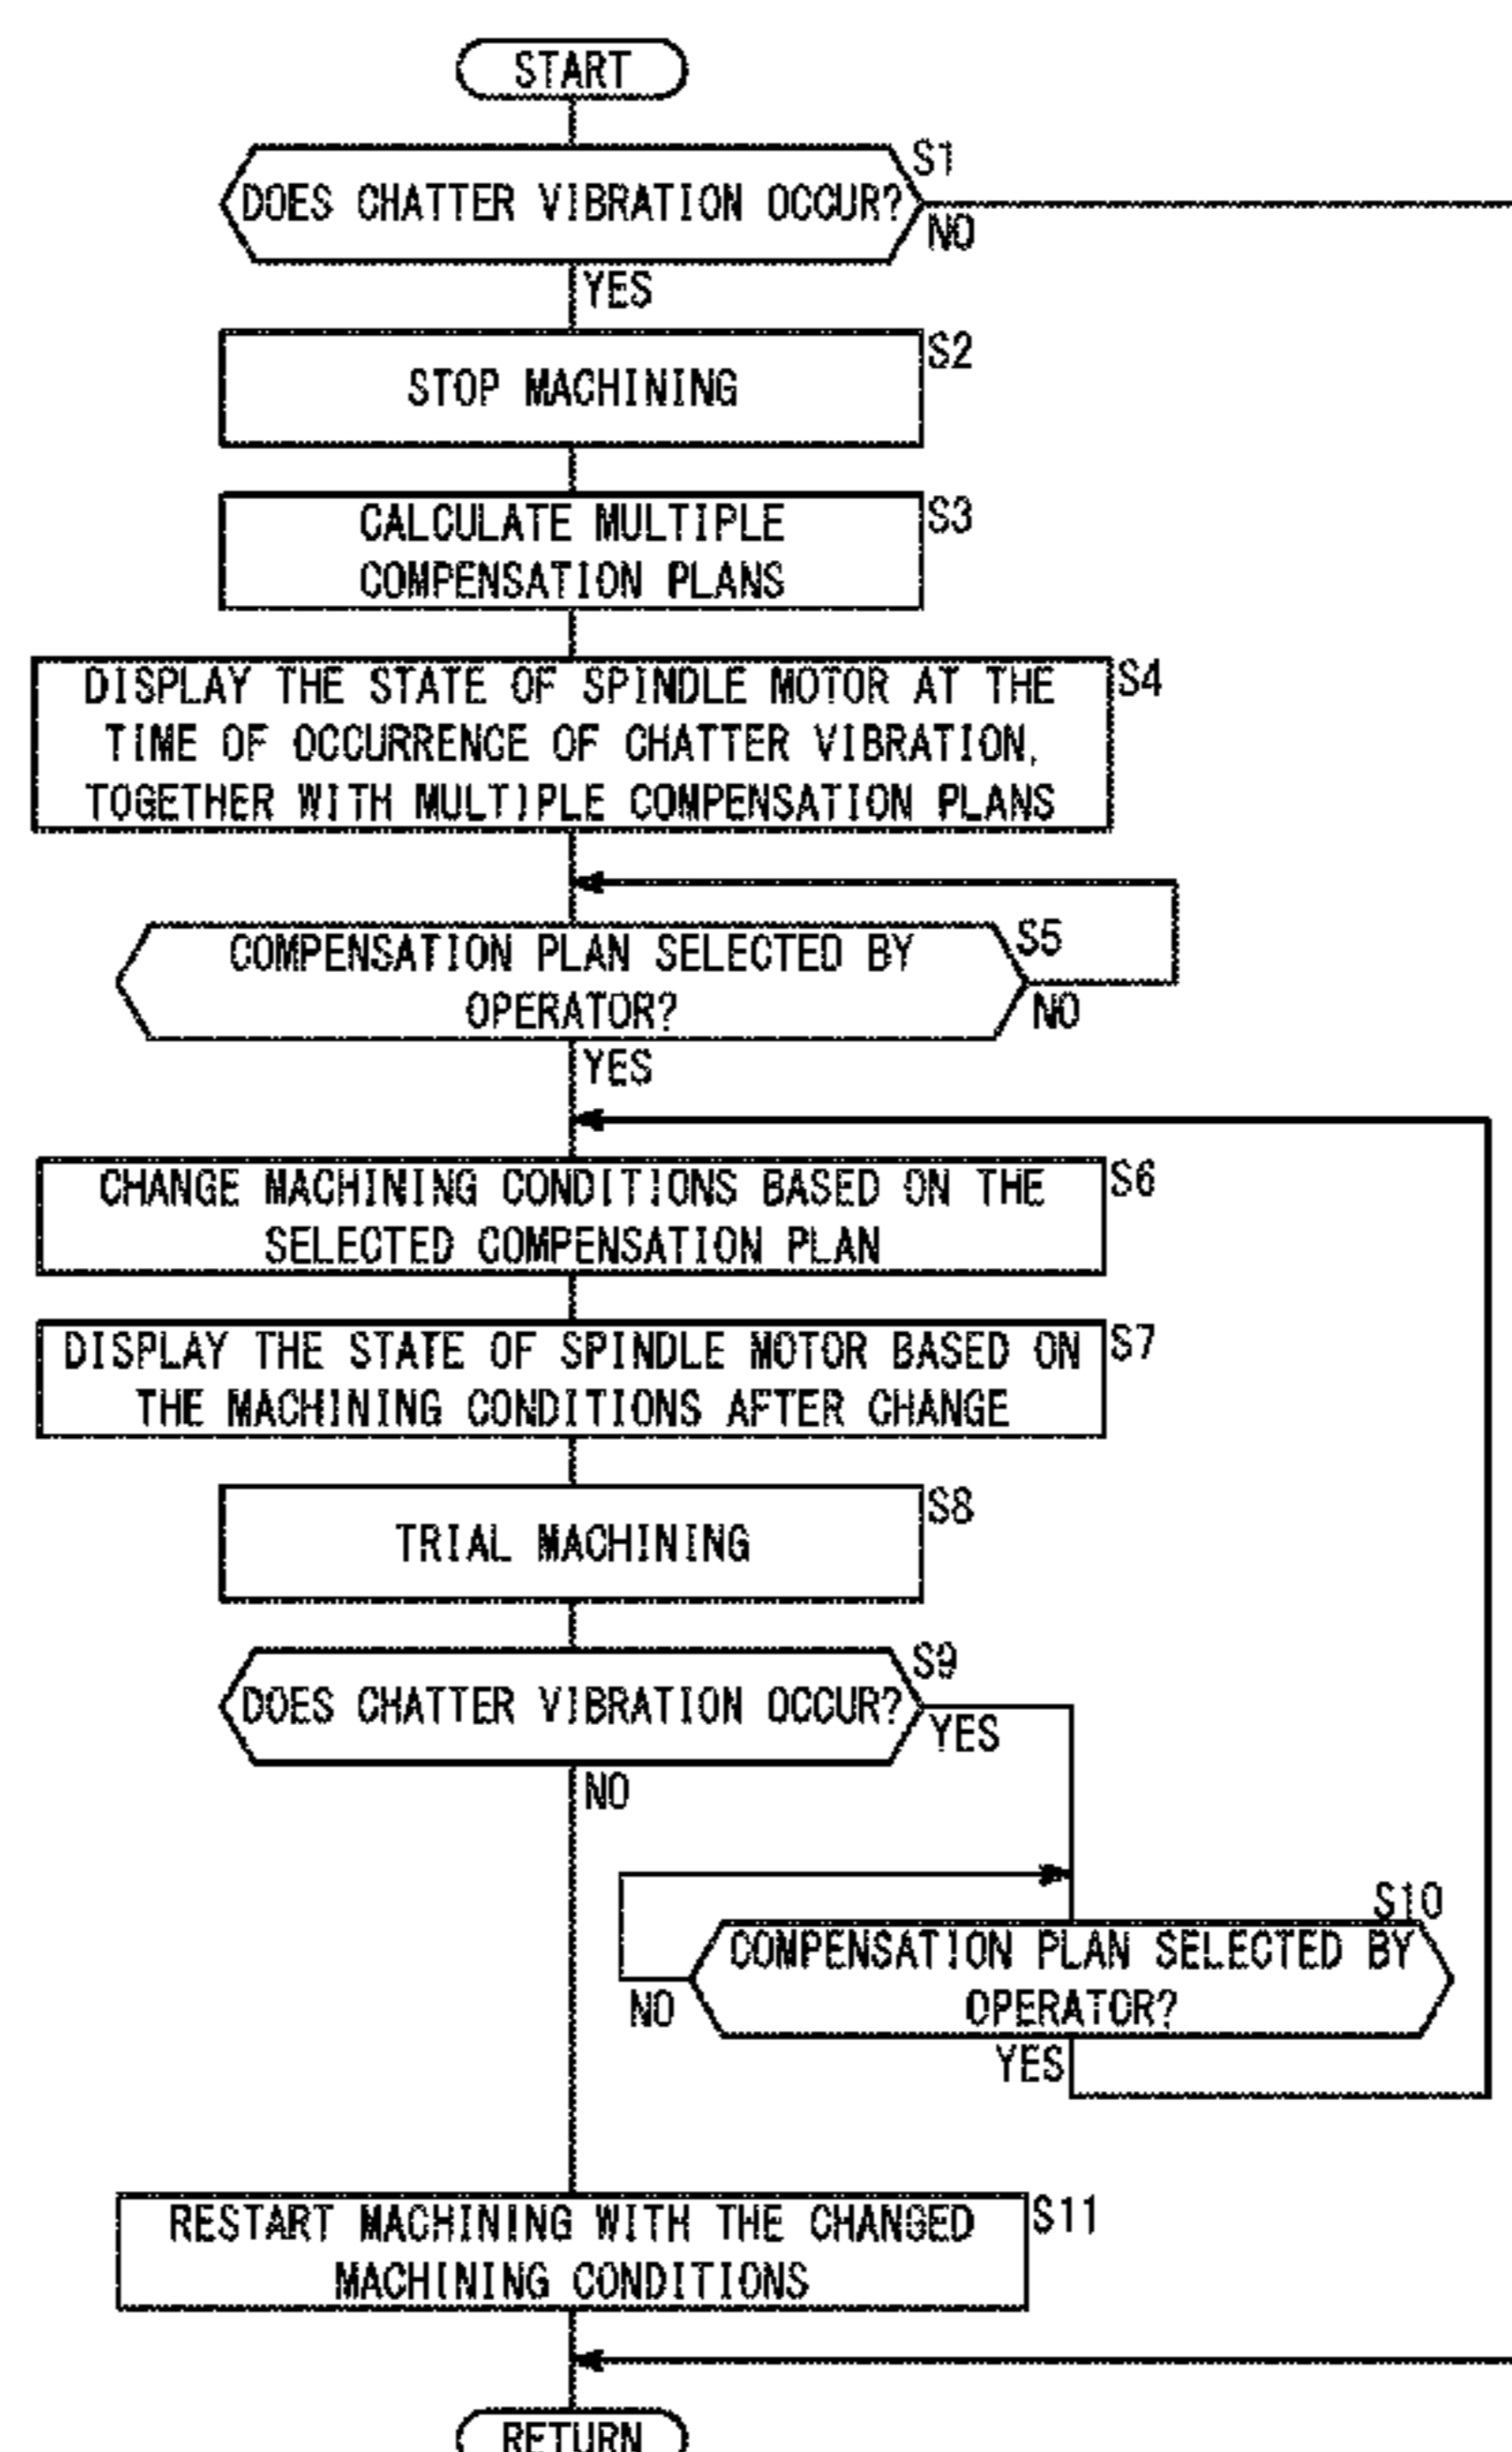 START
S1
DOES CHATTER VIBRATION OCCUR?
NO
YES
S2
STOP MACHINING
S3
CALCULATE MULTIPLE
COMPENSATION PLANS
S4
DISPLAY THE STATE OF SPINDLE MOTOR AT THE
TIME OF OCCURRENCE OF CHATTER VIBRATION,
TOGETHER WITH MULTIPLE COMPENSATION PLANS
S5
COMPENSATION PLAN SELECTED BY
OPERATOR?
NO
YES
S6
CHANGE MACHINING CONDITIONS BASED ON THE
SELECTED COMPENSATION PLAN
S7
DISPLAY THE STATE OF SPINDLE MOTOR BASED ON
THE MACHINING CONDITIONS AFTER CHANGE
S8
TRIAL MACHINING
S9
DOES CHATTER VIBRATION OCCUR?
YES
NO
S10
COMPENSATION PLAN SELECTED BY
OPERATOR?
NO
YES
S11
RESTART MACHINING WITH THE CHANGED
MACHINING CONDITIONS
RETURN